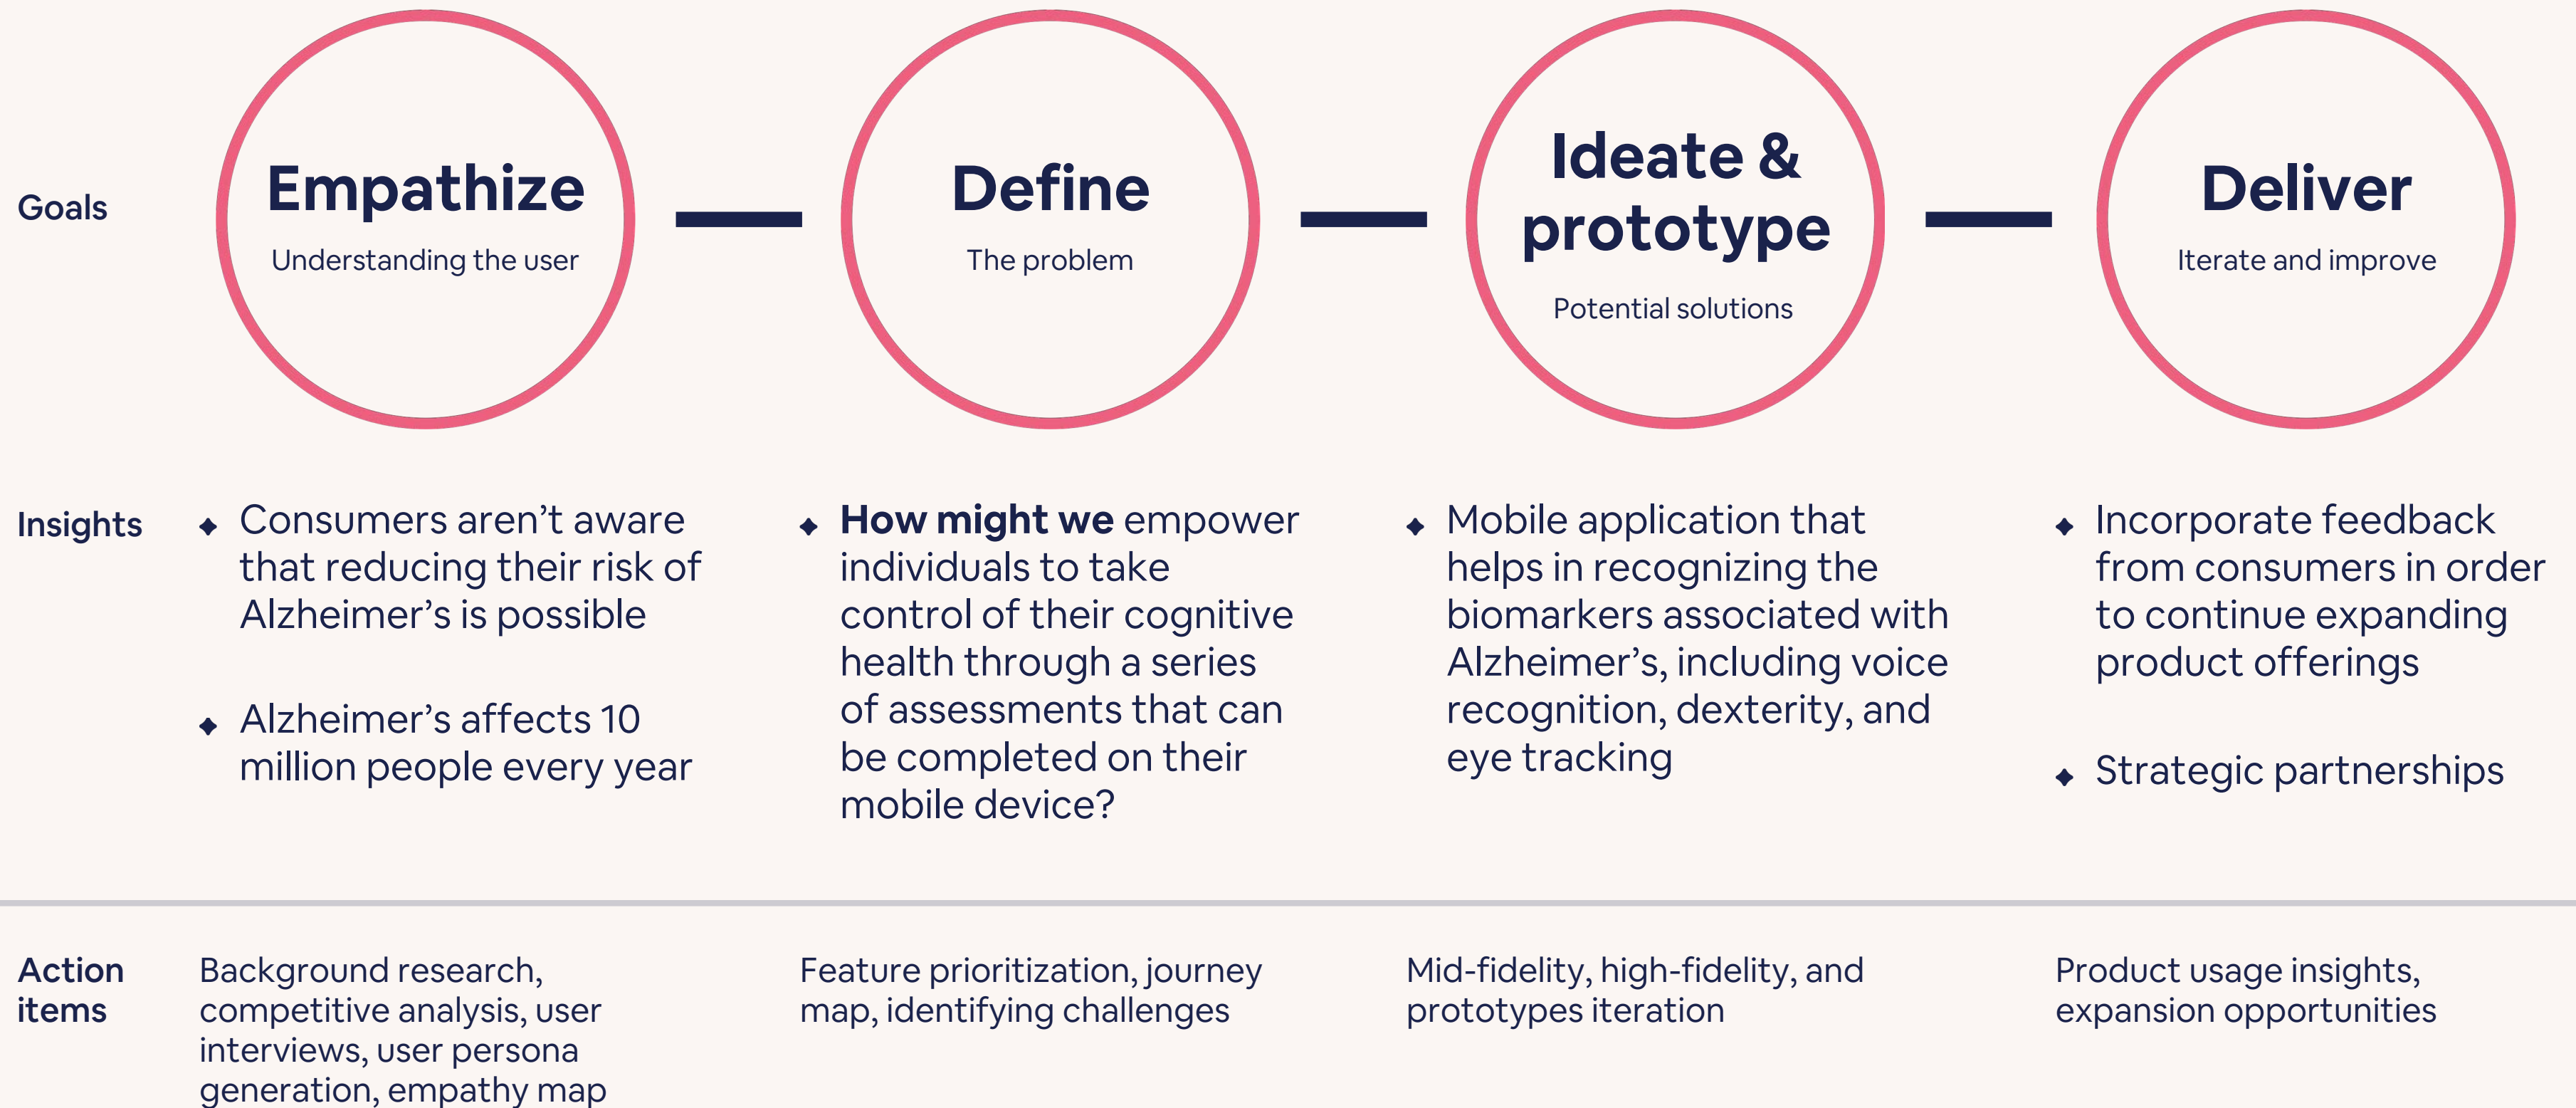 Goals
Empathize
Understanding the user
Define
The problem
Ideate &
prototype
Potential solutions
Deliver
Iterate and improve
Insights
Consumers aren’t aware
that reducing their risk of
Alzheimer’s is possible
Alzheimer’s affects 10
million people every year
How might we empower
individuals to take
control of their cognitive
health through a series
of assessments that can
be completed on their
mobile device?
Mobile application that
helps in recognizing the
biomarkers associated with
Alzheimer’s, including voice
recognition, dexterity, and
eye tracking
Incorporate feedback
from consumers in order
to continue expanding
product offerings
Strategic partnerships
Action
items
Background research,
competitive analysis, user
interviews, user persona
generation, empathy map
Feature prioritization, journey
map, identifying challenges
Mid-fidelity, high-fidelity, and
prototypes iteration
Product usage insights,
expansion opportunities